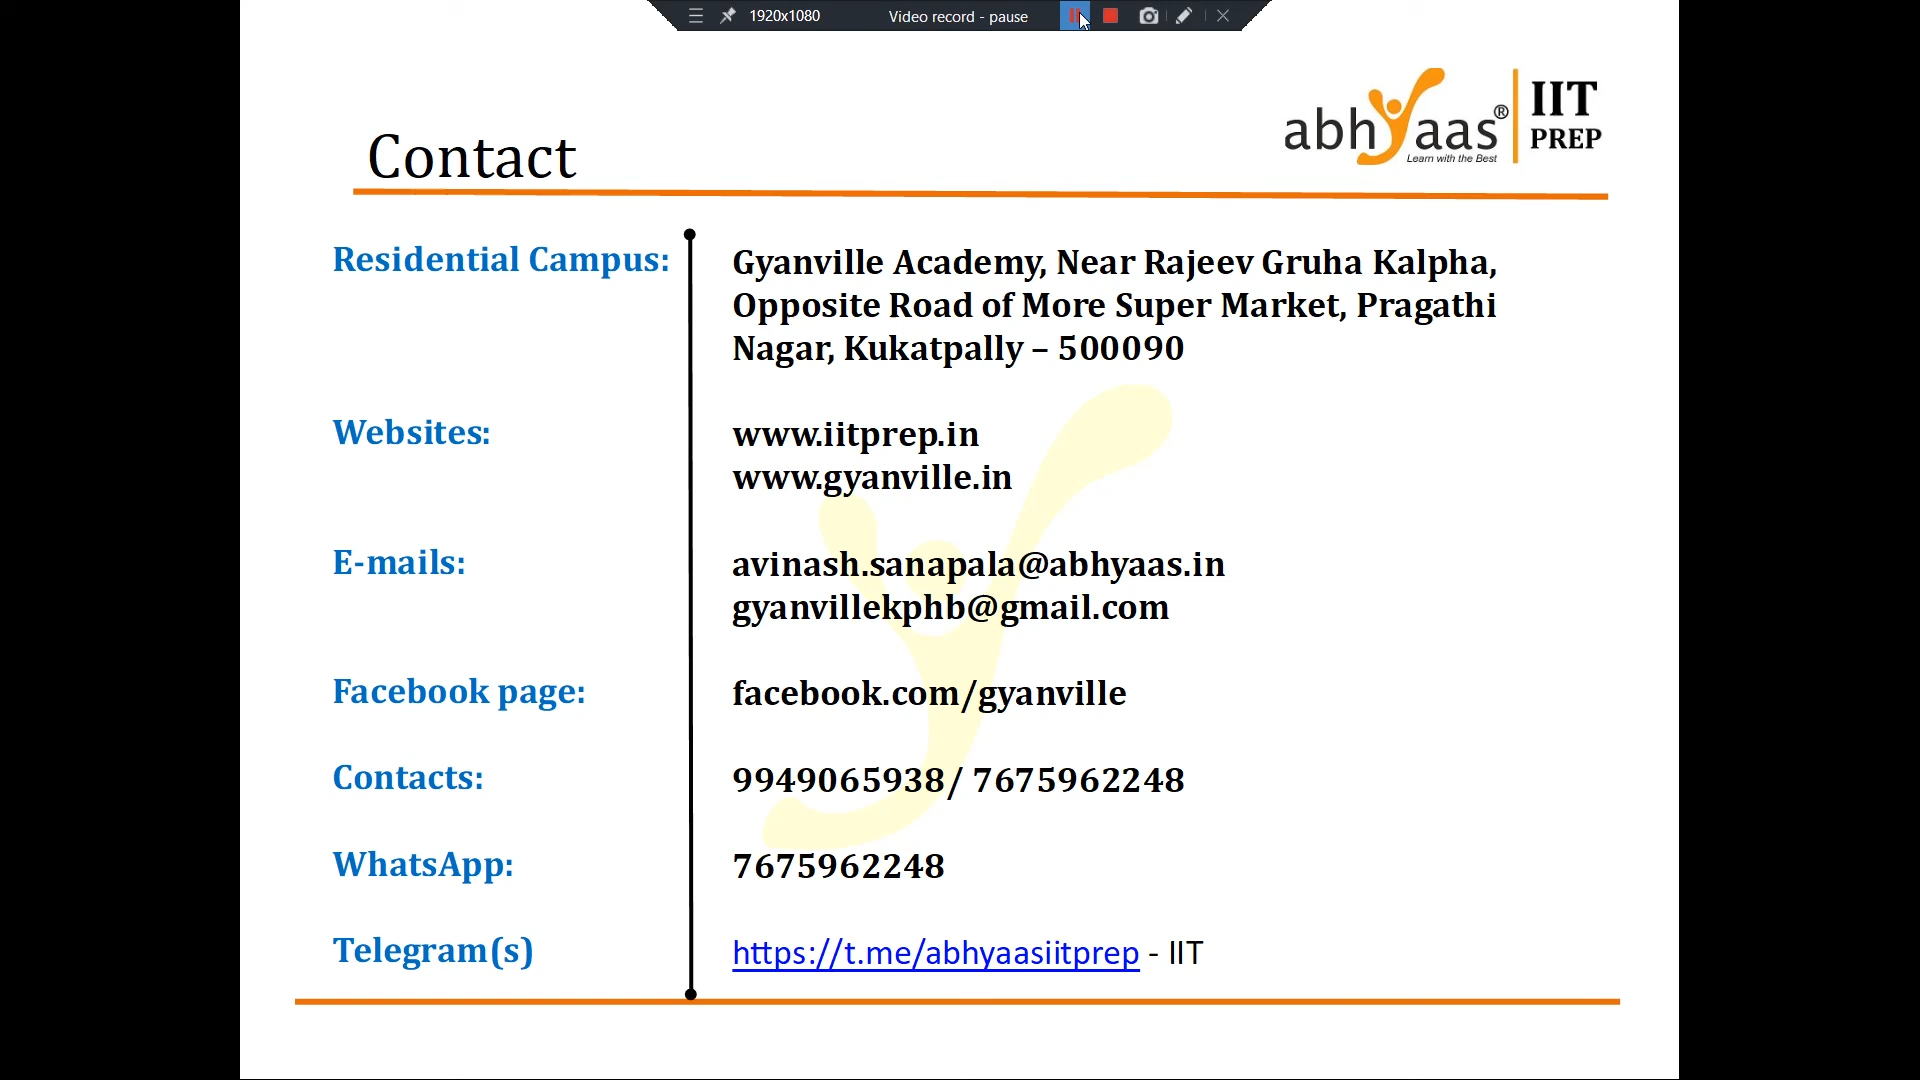 1920x1080 Video record - pause
abhyaas® IIT
PREP
Learn with the Best
Contact
Residential Campus: Gyanville Academy, Near Rajeev Gruha Kalpha,
Opposite Road of More Super Market, Pragathi
Nagar, Kukatpally – 500090
Websites: www.iitprep.in
www.gyanville.in
E-mails: avinash.sanapala@abhyaas.in
gyanvillekphb@gmail.com
Facebook page: facebook.com/gyanville
Contacts: 9949065938/ 7675962248
WhatsApp: 7675962248
Telegram(s) https://t.me/abhyaasiitprep - IIT